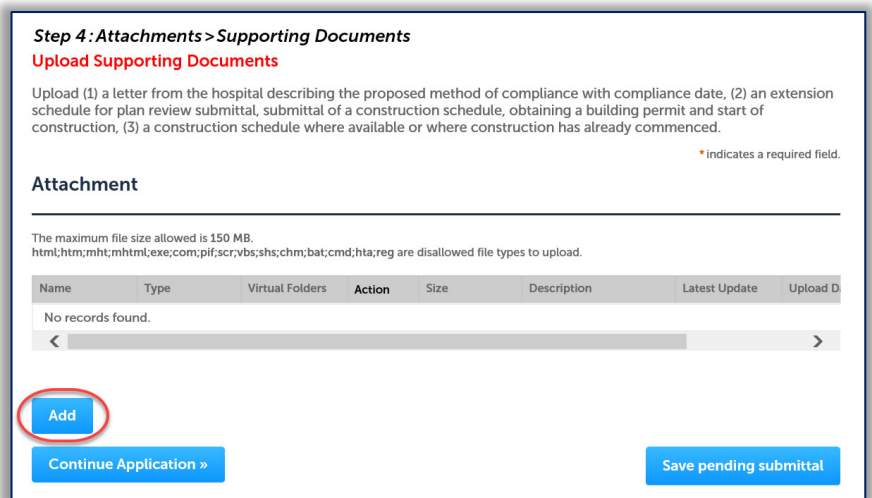 Step 4: Attachments > Supporting Documents
Upload Supporting Documents
Upload (1) a letter from the hospital describing the proposed method of compliance with compliance date, (2) an extension
schedule for plan review submittal, submittal of a construction schedule, obtaining a building permit and start of
construction, (3) a construction schedule where available or where construction has already commenced.
* indicates a required field.
Attachment
The maximum file size allowed is 150 MB.
html;htm;mht;mhtml;exe;com;pif;scr;vbs;shs;chm;bat;cmd;hta;reg are disallowed file types to upload.
Name Type Virtual Folders Action Size Description Latest Update Upload D
No records found.
Add
Continue Application » Save pending submittal